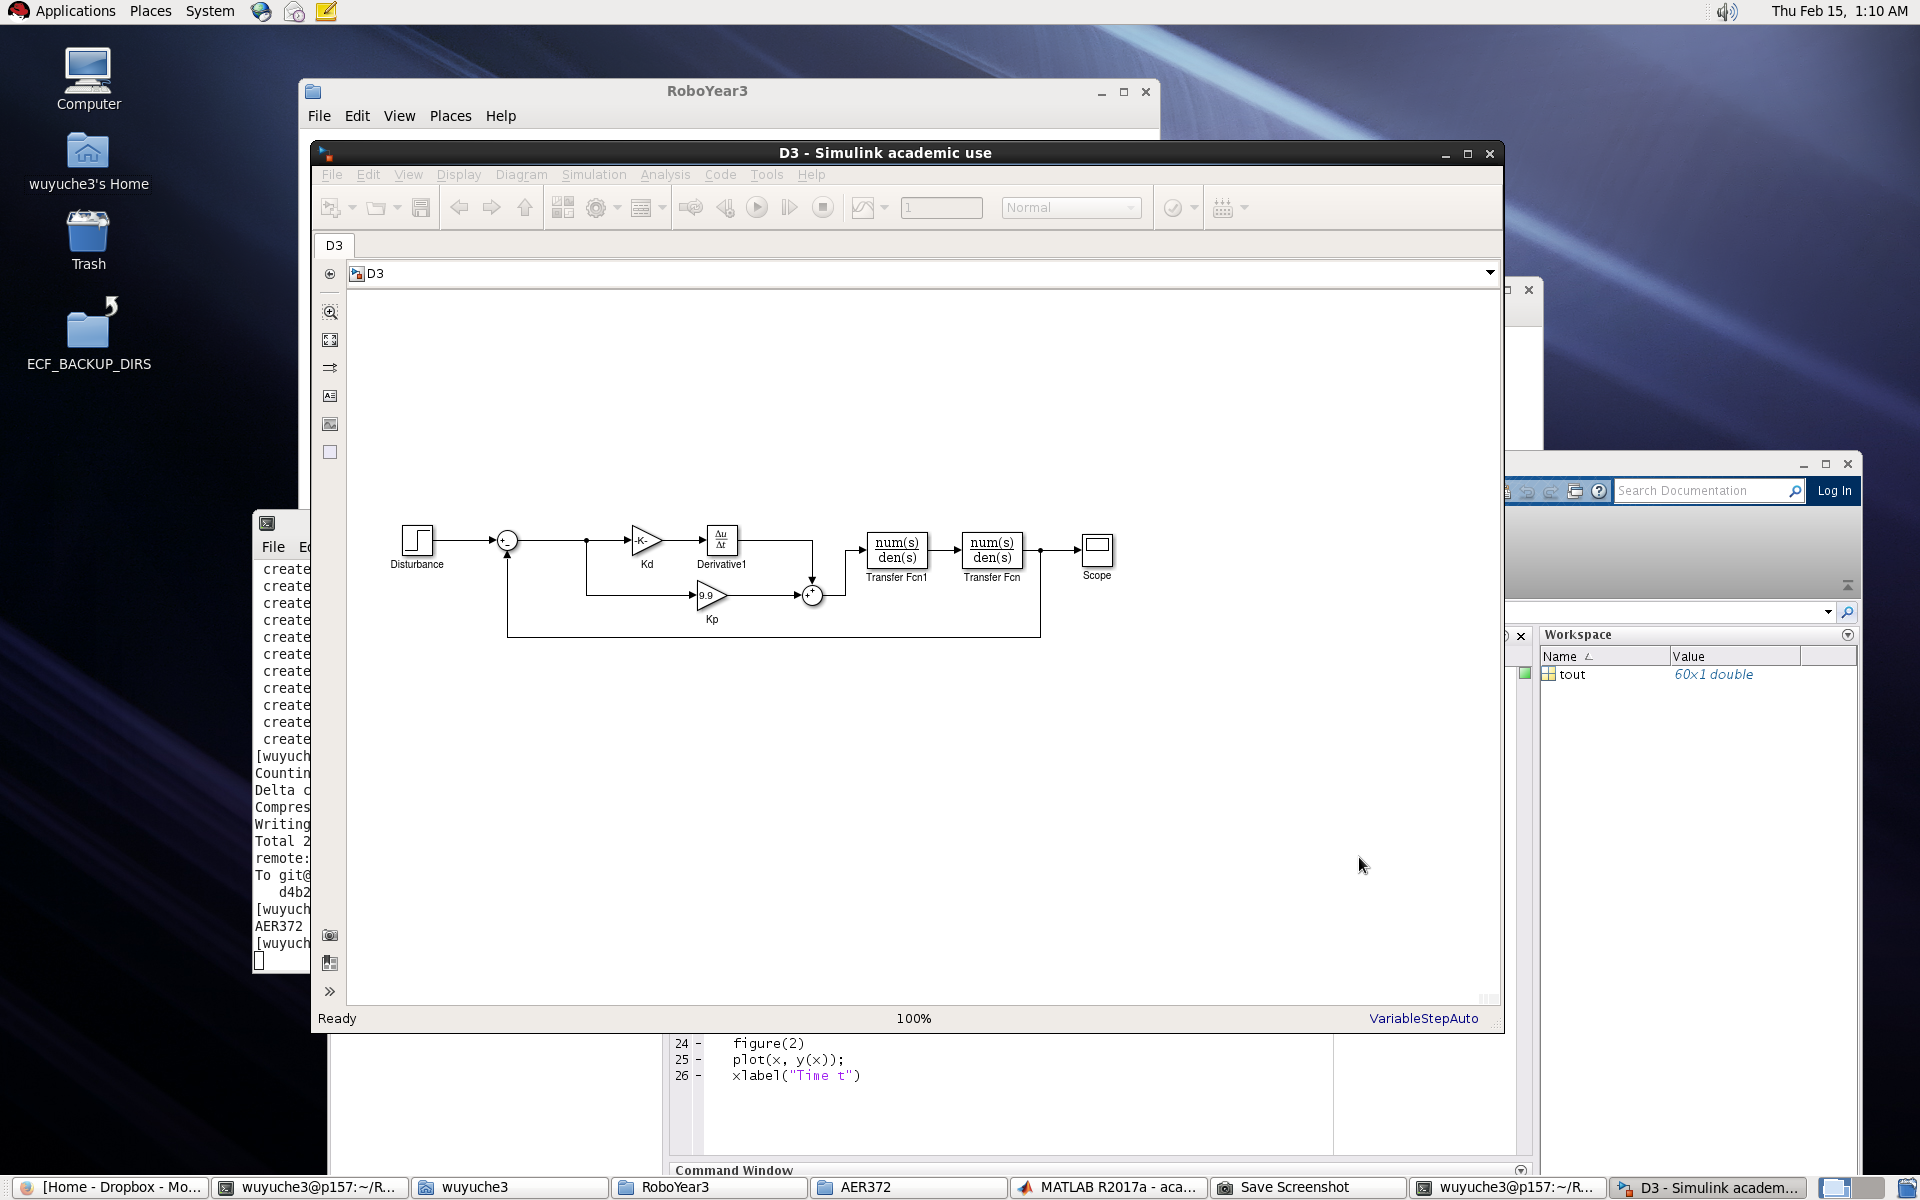 Applications Places System
Thu Feb 15, 1:10 AM
Computer
wuyuche3's Home
Trash
ECF_BACKUP_DIRS
RoboYear3
File Edit View Places Help
D3 - Simulink academic use
File Edit View Display Diagram Simulation Analysis Code Tools Help
1 Normal
D3
D3
Disturbance
-K-
Kd
Δu
Δt
Derivative1
9.9
Kp
num(s)
den(s)
Transfer Fcn1
num(s)
den(s)
Transfer Fcn
Scope
Ready 100% VariableStepAuto
File
create
create
create
create
create
create
create
create
create
create
create
[wuyuch
Countin
Delta c
Compres
Writing
Total 2
remote:
To git@
d4b2
[wuyuch
AER372
[wuyuch
Search Documentation Log In
Workspace
Name Value
tout 60x1 double
24 - figure(2)
25 - plot(x, y(x));
26 - xlabel("Time t")
Command Window
[Home - Dropbox - Mo... wuyuche3@p157:~/R... wuyuche3 RoboYear3 AER372 MATLAB R2017a - aca... Save Screenshot wuyuche3@p157:~/R... D3 - Simulink academ...